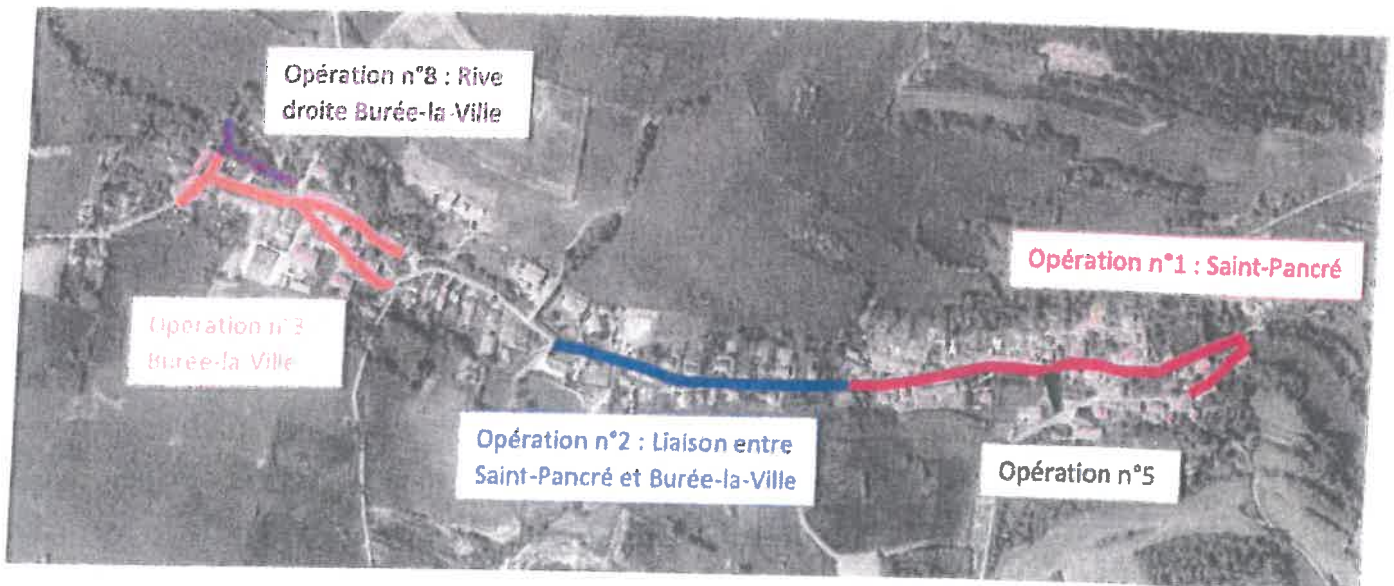 Opération n°8 : Rive
droite Burée-la-Ville
Opération n°1 : Saint-Pancré
Opération n°3
Burée-la Ville
Opération n°2 : Liaison entre
Saint-Pancré et Burée-la-Ville
Opération n°5